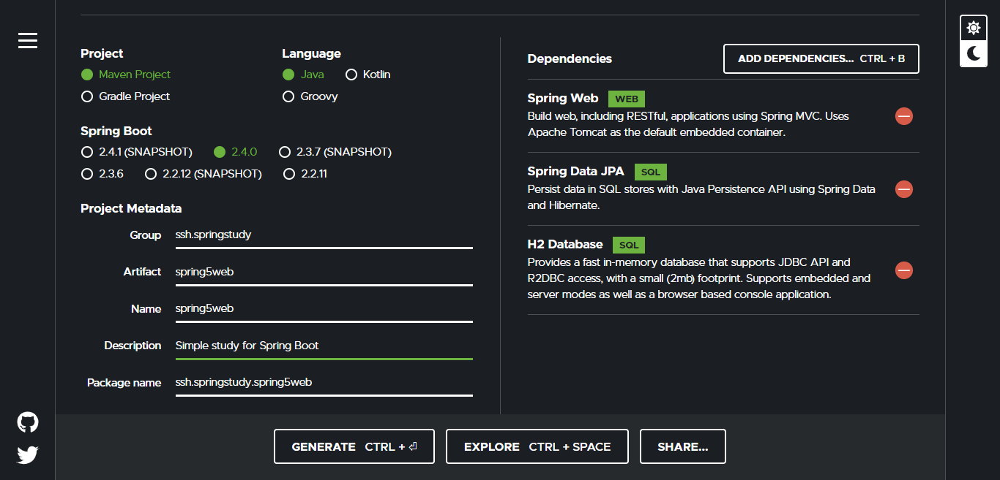 Project
Maven Project
Gradle Project
Language
Java Kotlin
Groovy
Spring Boot
2.4.1 (SNAPSHOT) 2.4.0 2.3.7 (SNAPSHOT)
2.3.6 2.2.12 (SNAPSHOT) 2.2.11
Project Metadata
Group ssh.springstudy
Artifact spring5web
Name spring5web
Description Simple study for Spring Boot
Package name ssh.springstudy.spring5web
Dependencies ADD DEPENDENCIES... CTRL + B
Spring Web WEB
Build web, including RESTful, applications using Spring MVC. Uses
Apache Tomcat as the default embedded container.
Spring Data JPA SQL
Persist data in SQL stores with Java Persistence API using Spring Data
and Hibernate.
H2 Database SQL
Provides a fast in-memory database that supports JDBC API and
R2DBC access, with a small (2mb) footprint. Supports embedded and
server modes as well as a browser based console application.
GENERATE CTRL + ⏎ EXPLORE CTRL + SPACE SHARE...